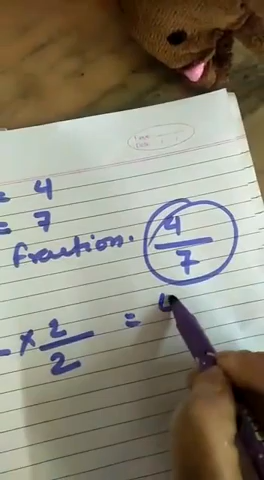 = 4
= 7
fraction. 4/7
× 2/2 =